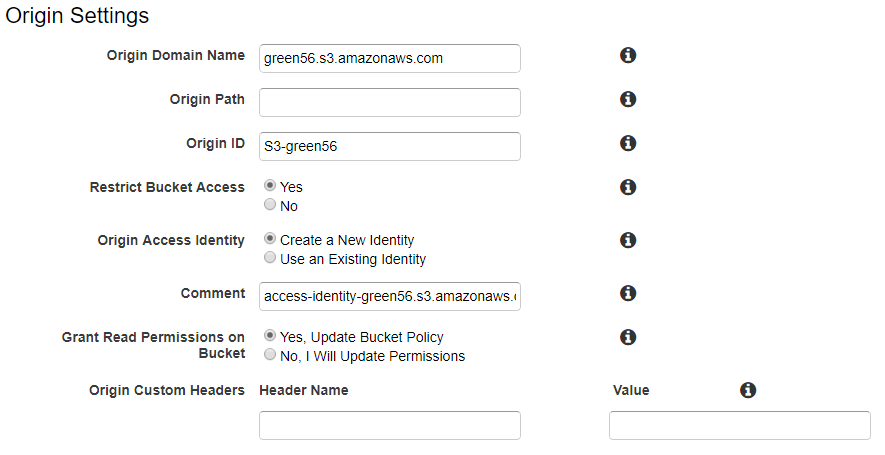 Origin Settings
Origin Domain Name green56.s3.amazonaws.com
Origin Path
Origin ID S3-green56
Restrict Bucket Access Yes
No
Origin Access Identity Create a New Identity
Use an Existing Identity
Comment access-identity-green56.s3.amazonaws.
Grant Read Permissions on Yes, Update Bucket Policy
Bucket No, I Will Update Permissions
Origin Custom Headers Header Name Value